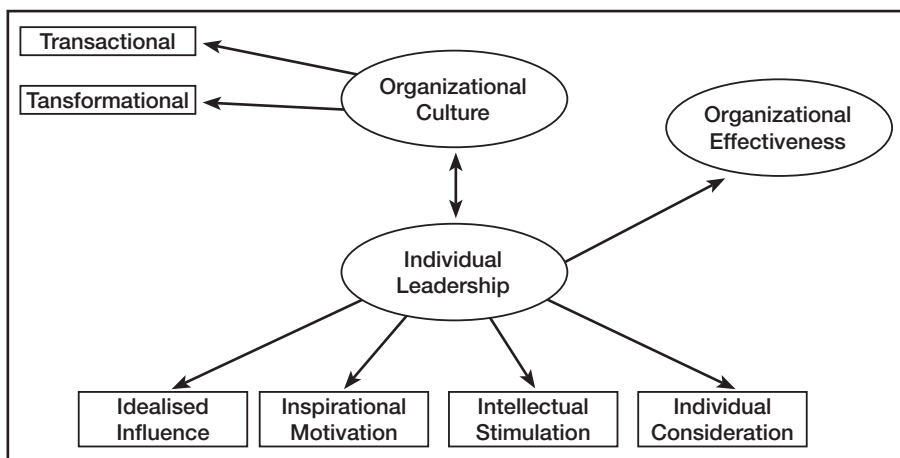 Transactional
Tansformational
Organizational
Culture
Organizational
Effectiveness
Individual
Leadership
Idealised
Influence
Inspirational
Motivation
Intellectual
Stimulation
Individual
Consideration